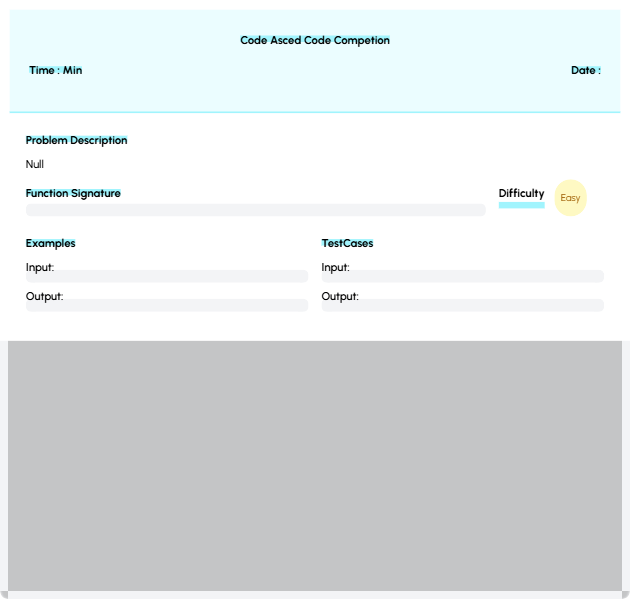 Code Asced Code Competion
Time : Min
Date :
Problem Description
Null
Function Signature
Difficulty
Easy
Examples
TestCases
Input:
Input:
Output:
Output: